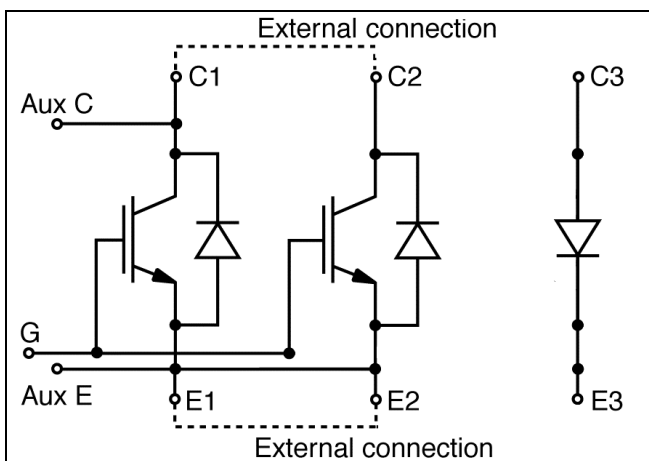 External connection
C1
C2
C3
Aux C
G
Aux E
E1
E2
E3
External connection